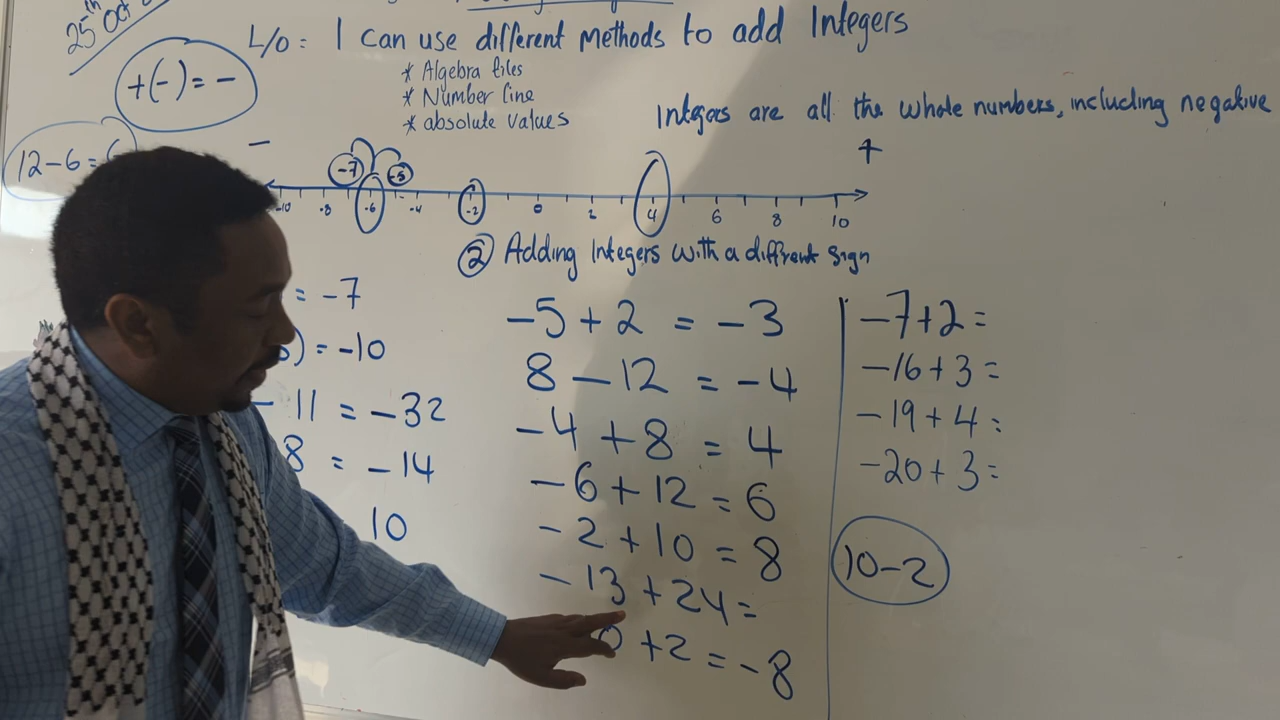 25th Oct
L/O = I can use different Methods to add Integers
+(-) = -
* Algebra tiles
* Number line
* absolute values
Integers are all the whole numbers, including negative
12-6=
- +
-7 -5
-10 -8 -6 -4 -2 0 2 4 6 8 10
② Adding Integers with a different sign
= -7
) = -10
- 11 = -32
8 = -14
10
-5 + 2 = -3
8 - 12 = -4
-4 + 8 = 4
-6 + 12 = 6
-2 + 10 = 8
-13 + 24 =
0 + 2 = -8
-7+2=
-16+3=
-19+4=
-20+3=
10-2